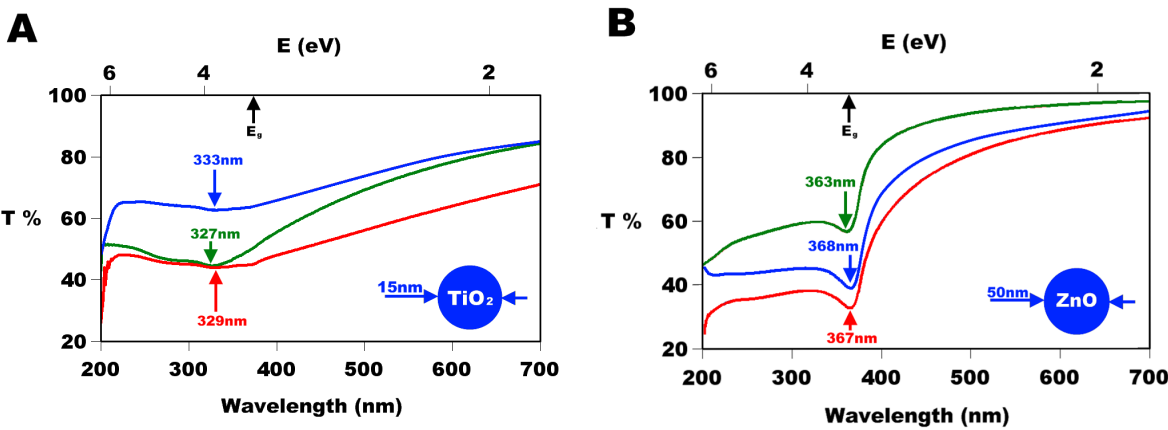 A
E (eV)
6
4
2
100
80
60
40
20
T %
E g
333nm
327nm
329nm
15nm
TiO2
200
300
400
500
600
700
Wavelength (nm)
B
E (eV)
6
4
2
100
80
60
40
20
T %
E g
363nm
368nm
367nm
50nm
ZnO
200
300
400
500
600
700
Wavelength (nm)